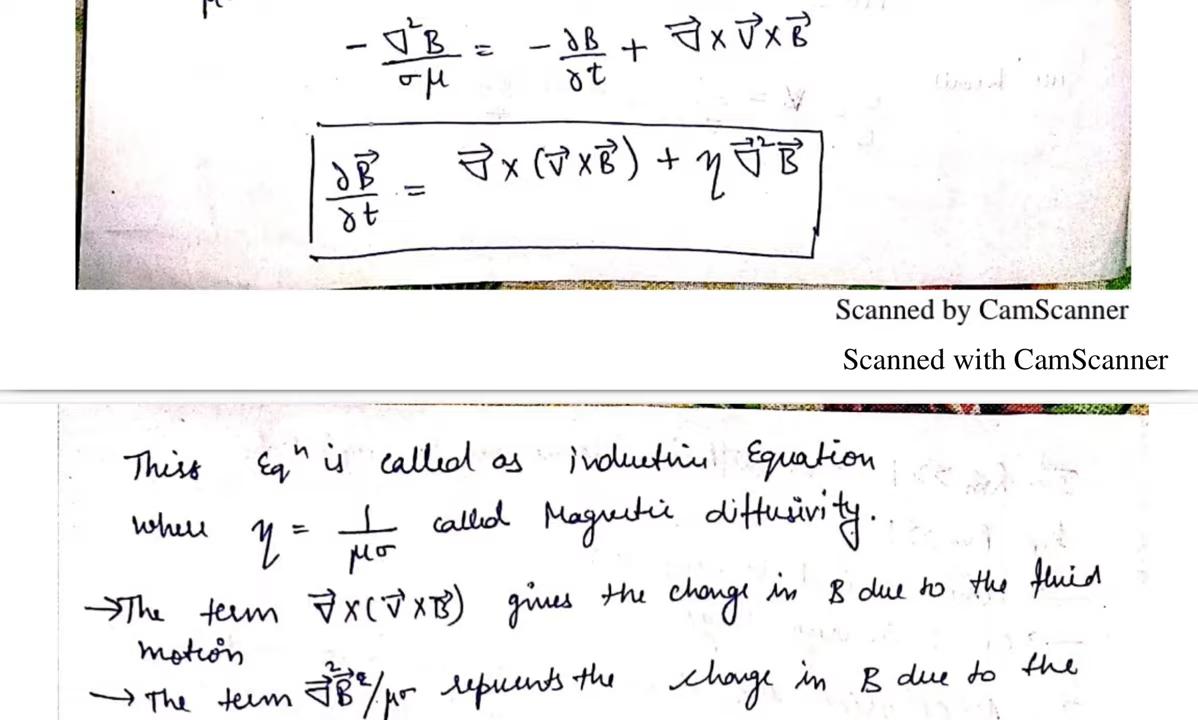 μ
- ∇²B/σμ = - ∂B/∂t + ∇⃗ × V⃗ × B⃗
∂B⃗/∂t = ∇⃗ × (V⃗ × B⃗) + η ∇⃗²B⃗
Scanned by CamScanner
Scanned with CamScanner
This Eqⁿ is called as induction Equation
where η = 1/μσ called Magnetic diffusivity.
→The term ∇⃗×(V⃗×B⃗) gives the change in B due to the fluid
motion
→ The term ∇⃗²B⃗/μσ represents the change in B due to the